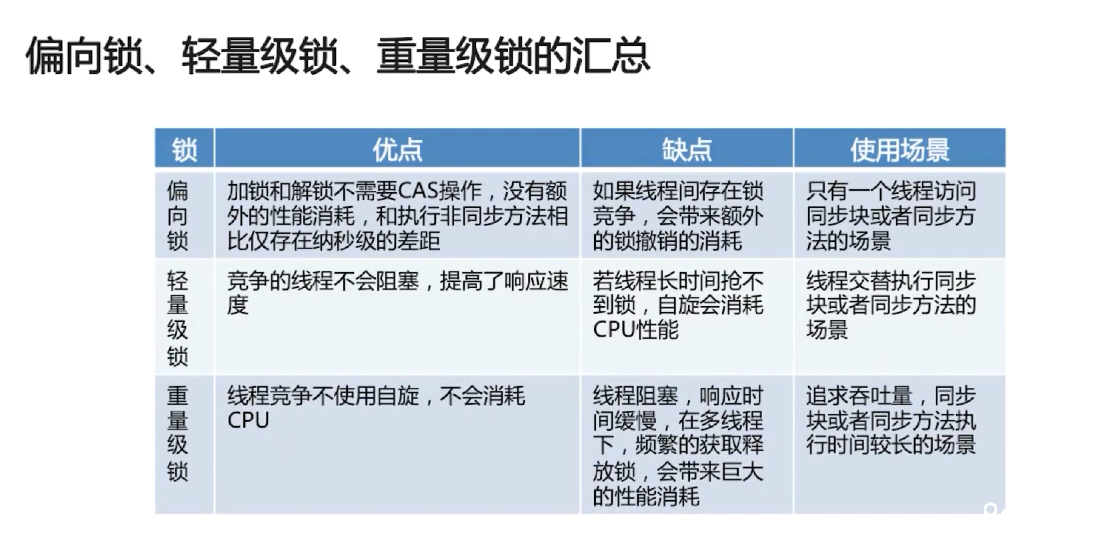 偏向锁、轻量级锁、重量级锁的汇总
锁
优点
缺点
使用场景
偏
向
锁
加锁和解锁不需要CAS操作，没有额
外的性能消耗，和执行非同步方法相
比仅存在纳秒级的差距
如果线程间存在锁
竞争，会带来额外
的锁撤销的消耗
只有一个线程访问
同步块或者同步方
法的场景
轻
量
级
锁
竞争的线程不会阻塞，提高了响应速
度
若线程长时间抢不
到锁，自旋会消耗
CPU性能
线程交替执行同步
块或者同步方法的
场景
重
量
级
锁
线程竞争不使用自旋，不会消耗
CPU
线程阻塞，响应时
间缓慢，在多线程
下，频繁的获取释
放锁，会带来巨大
的性能消耗
追求吞吐量，同步
块或者同步方法执
行时间较长的场景